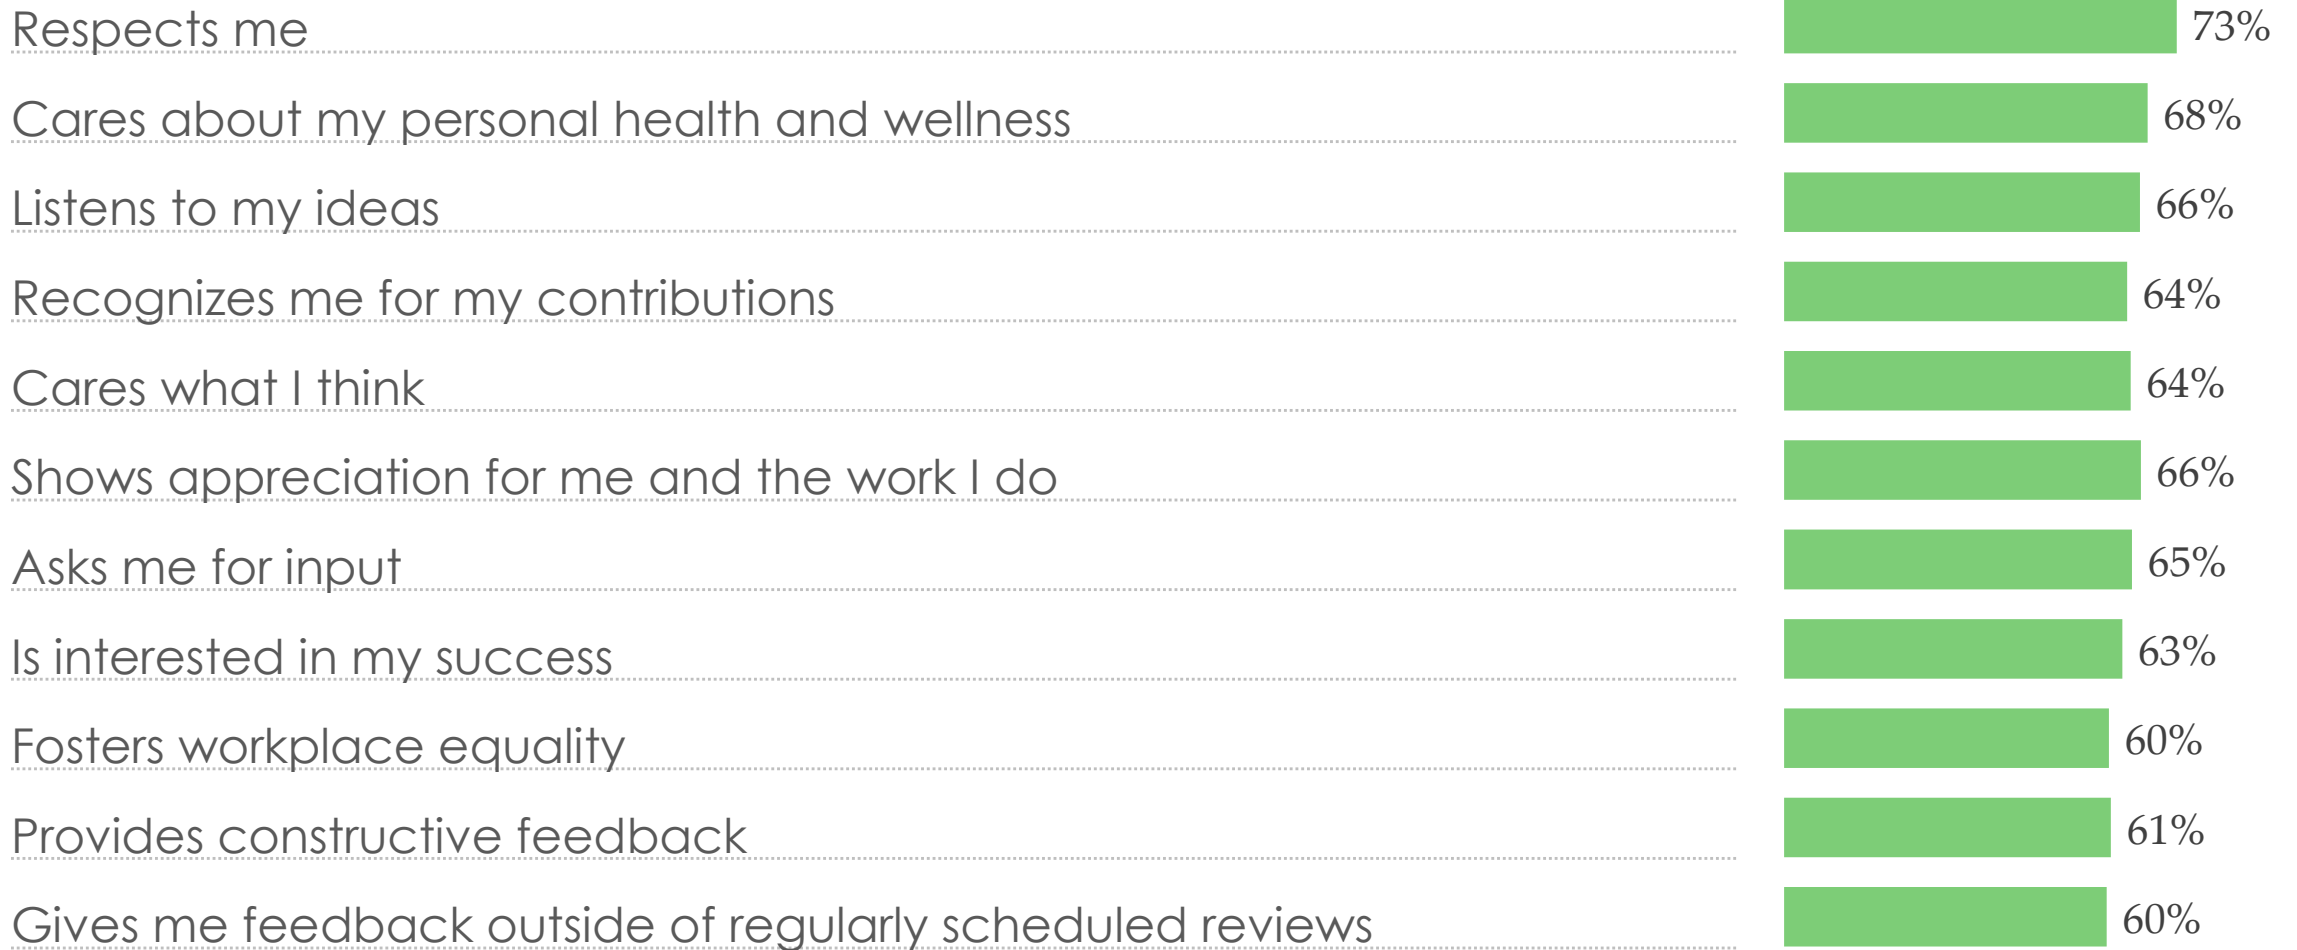 Respects me 73%
Cares about my personal health and wellness 68%
Listens to my ideas 66%
Recognizes me for my contributions 64%
Cares what I think 64%
Shows appreciation for me and the work I do 66%
Asks me for input 65%
Is interested in my success 63%
Fosters workplace equality 60%
Provides constructive feedback 61%
Gives me feedback outside of regularly scheduled reviews 60%